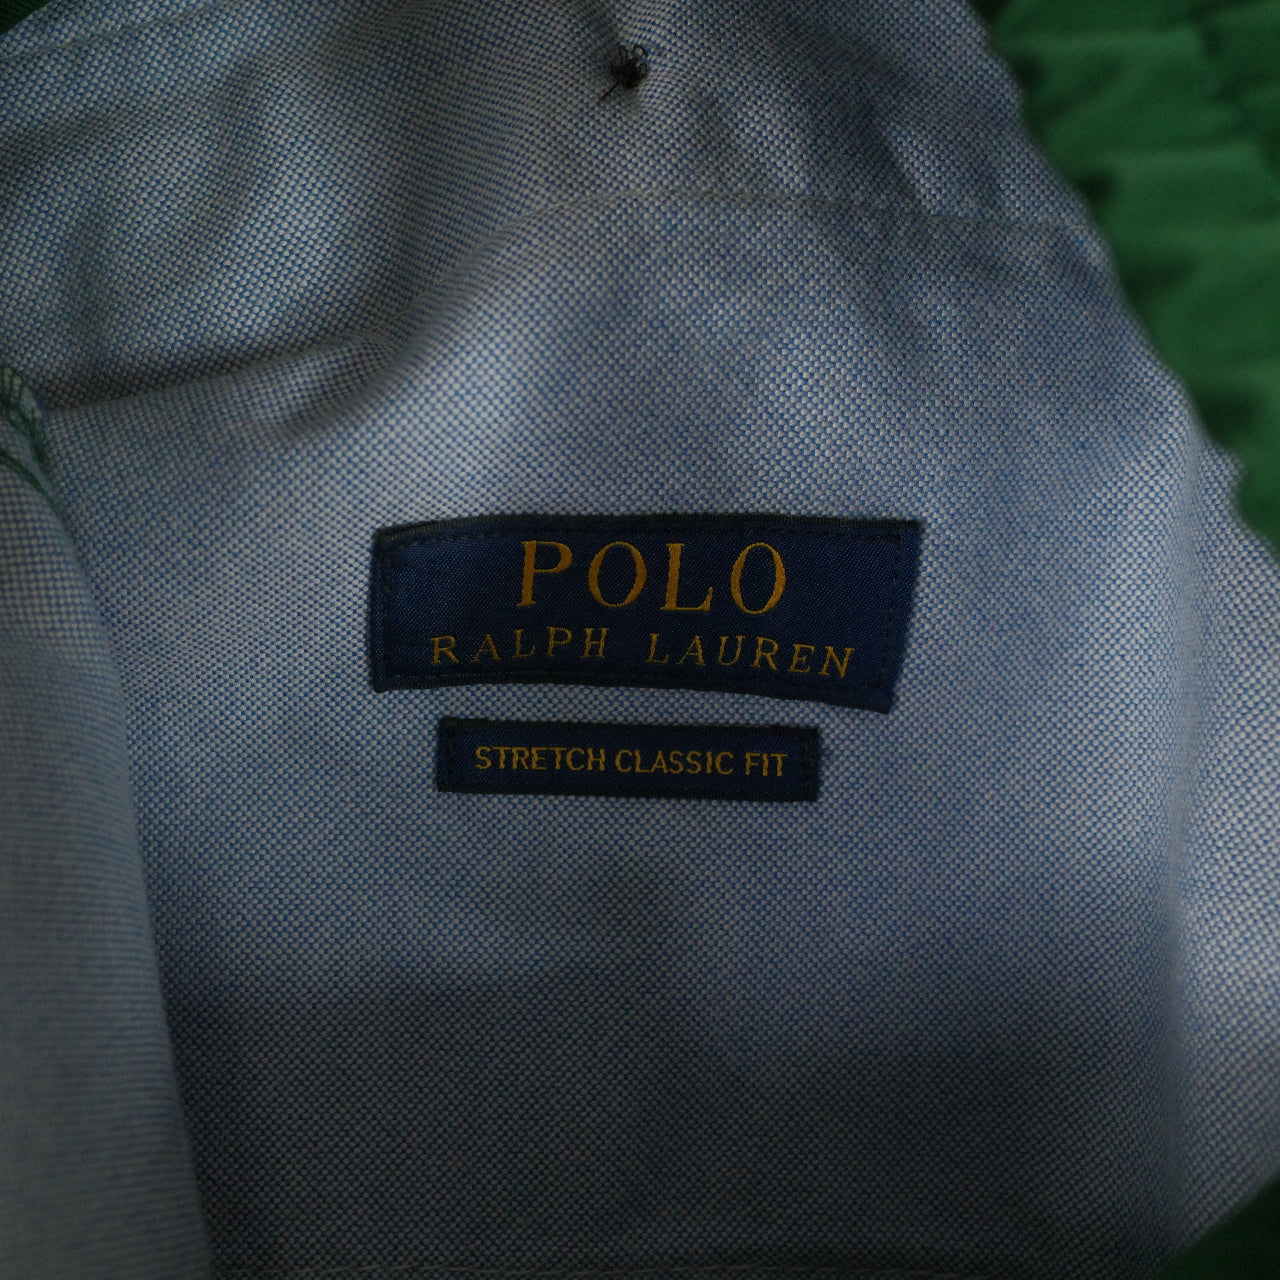 POLO
RALPH LAUREN
STRETCH CLASSIC FIT